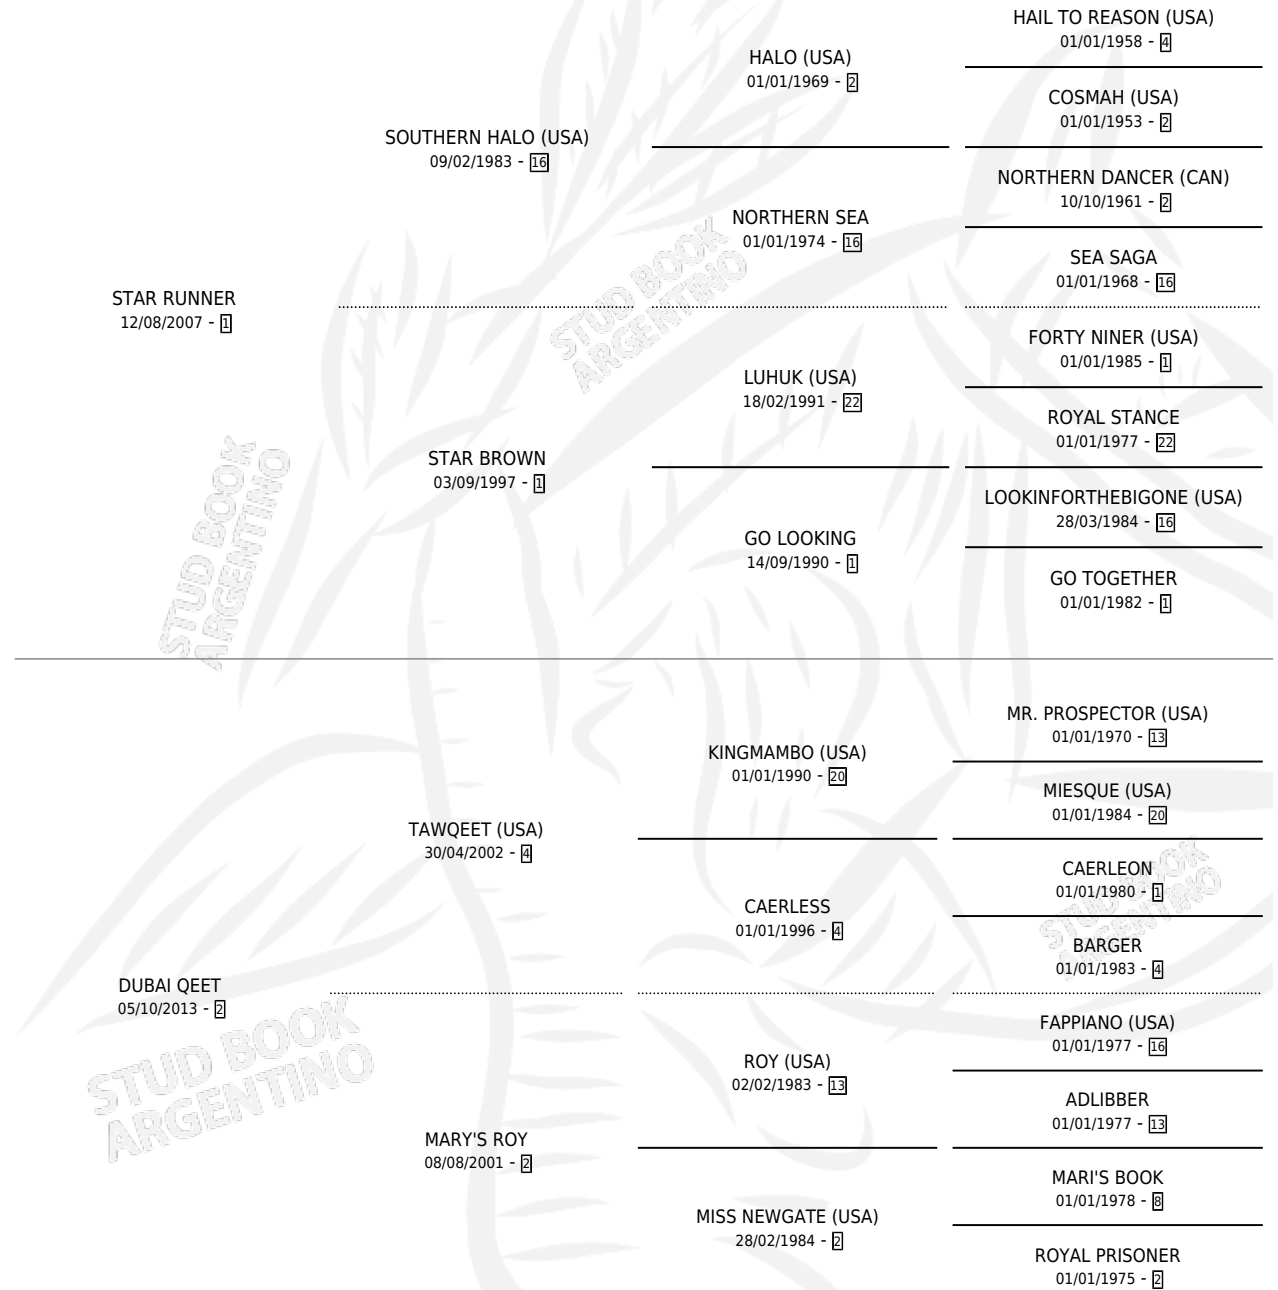 HAIL TO REASON (USA)
01/01/1958 - 4
HALO (USA)
01/01/1969 - 2
COSMAH (USA)
01/01/1953 - 2
SOUTHERN HALO (USA)
09/02/1983 - 16
NORTHERN DANCER (CAN)
10/10/1961 - 2
NORTHERN SEA
01/01/1974 - 16
SEA SAGA
01/01/1968 - 16
STAR RUNNER
12/08/2007 - 1
STUD BOOK
ARGENTINO
FORTY NINER (USA)
01/01/1985 - 1
LUHUK (USA)
18/02/1991 - 22
ROYAL STANCE
01/01/1977 - 22
STAR BROWN
03/09/1997 - 1
LOOKINFORTHEBIGONE (USA)
28/03/1984 - 16
GO LOOKING
14/09/1990 - 1
GO TOGETHER
01/01/1982 - 1
STUD BOOK
ARGENTINO
MR. PROSPECTOR (USA)
01/01/1970 - 13
KINGMAMBO (USA)
01/01/1990 - 20
MIESQUE (USA)
01/01/1984 - 20
TAWQEET (USA)
30/04/2002 - 4
CAERLEON
01/01/1980 - 1
CAERLESS
01/01/1996 - 4
BARGER
01/01/1983 - 4
STUD BOOK
ARGENTINO
DUBAI QEET
05/10/2013 - 2
STUD BOOK
ARGENTINO
FAPPIANO (USA)
01/01/1977 - 16
ROY (USA)
02/02/1983 - 13
ADLIBBER
01/01/1977 - 13
MARY'S ROY
08/08/2001 - 2
MARI'S BOOK
01/01/1978 - 8
MISS NEWGATE (USA)
28/02/1984 - 2
ROYAL PRISONER
01/01/1975 - 2